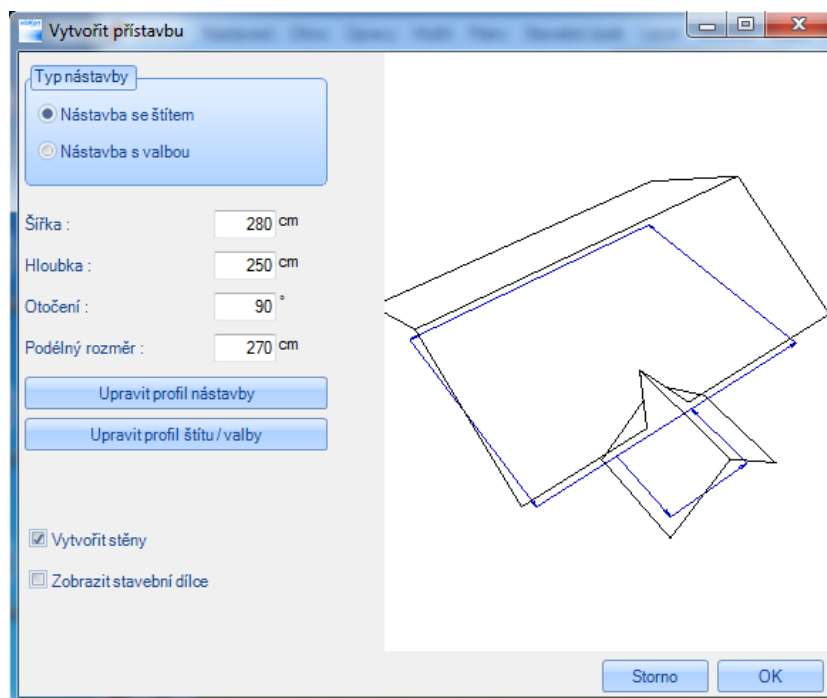 Vytvořit přístavbu
Typ nástavby
Nástavba se štítem
Nástavba s valbou
Šířka : 280 cm
Hloubka : 250 cm
Otočení : 90 °
Podélný rozměr : 270 cm
Upravit profil nástavby
Upravit profil štítu / valby
Vytvořit stěny
Zobrazit stavební dílce
Storno OK